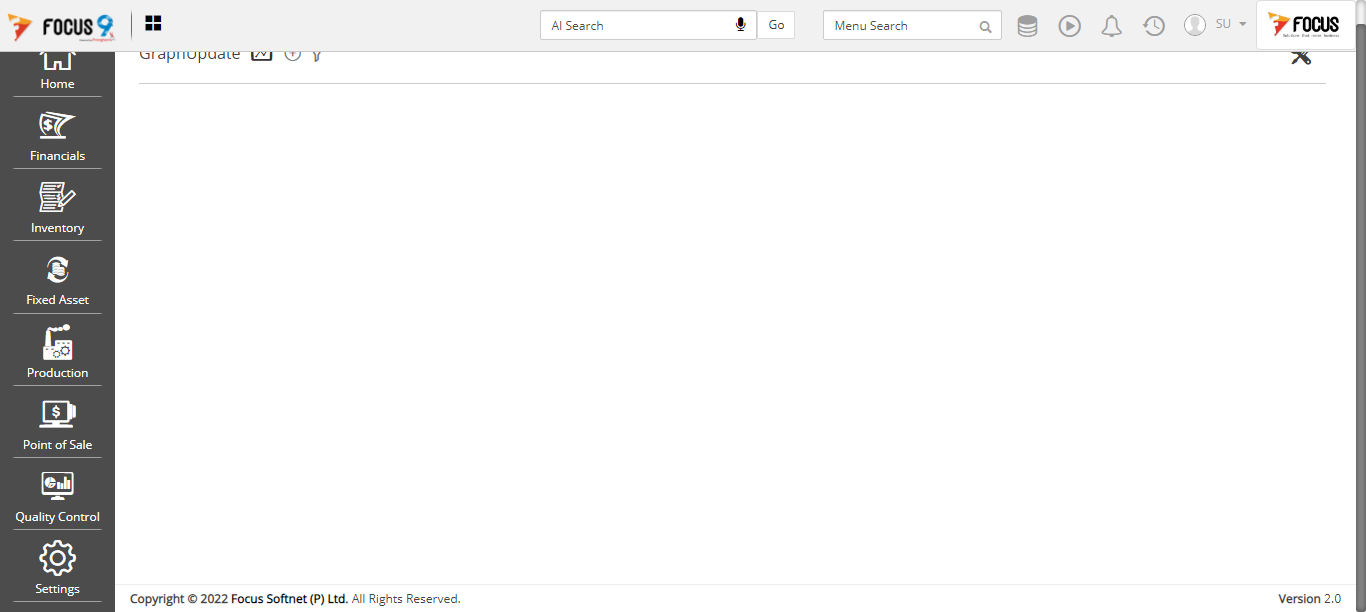 FOCUS 9
AI Search
Go
Menu Search
SU
FOCUS
GraphUpdate
Home
Financials
Inventory
Fixed Asset
Production
Point of Sale
Quality Control
Settings
Copyright © 2022 Focus Softnet (P) Ltd. All Rights Reserved.
Version 2.0